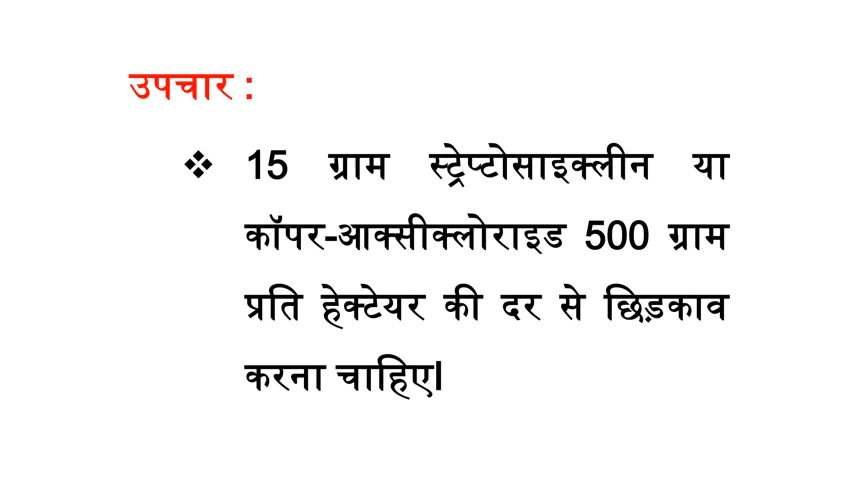 उपचार :
❖ 15 ग्राम स्ट्रेप्टोसाइक्लीन या
कॉपर-आक्सीक्लोराइड 500 ग्राम
प्रति हेक्टेयर की दर से छिड़काव
करना चाहिए।